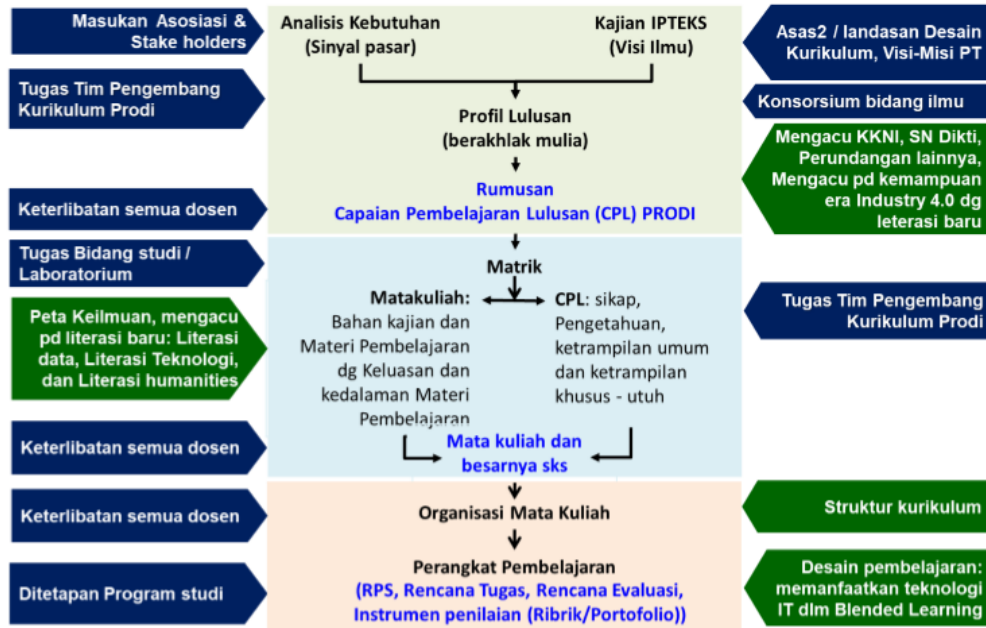 Masukan Asosiasi &
Stake holders
Analisis Kebutuhan
(Sinyal pasar)
Kajian IPTEKS
(Visi Ilmu)
Asas2 / landasan Desain
Kurikulum, Visi-Misi PT
Tugas Tim Pengembang
Kurikulum Prodi
Konsorsium bidang ilmu
Profil Lulusan
(berakhlak mulia)
Mengacu KKNI, SN Dikti,
Perundangan lainnya,
Mengacu pd kemampuan
era Industry 4.0 dg
leterasi baru
Keterlibatan semua dosen
Rumusan
Capaian Pembelajaran Lulusan (CPL) PRODI
Tugas Bidang studi /
Laboratorium
Matrik
Matakuliah:
Bahan kajian dan
Materi Pembelajaran
dg Keluasan dan
kedalaman Materi
Pembelajaran
CPL: sikap,
Pengetahuan,
ketrampilan umum
dan ketrampilan
khusus - utuh
Tugas Tim Pengembang
Kurikulum Prodi
Peta Keilmuan, mengacu
pd literasi baru: Literasi
data, Literasi Teknologi,
dan Literasi humanities
Keterlibatan semua dosen
Mata kuliah dan
besarnya sks
Keterlibatan semua dosen
Organisasi Mata Kuliah
Struktur kurikulum
Ditetapan Program studi
Perangkat Pembelajaran
(RPS, Rencana Tugas, Rencana Evaluasi,
Instrumen penilaian (Ribrik/Portofolio))
Desain pembelajaran:
memanfaatkan teknologi
IT dlm Blended Learning